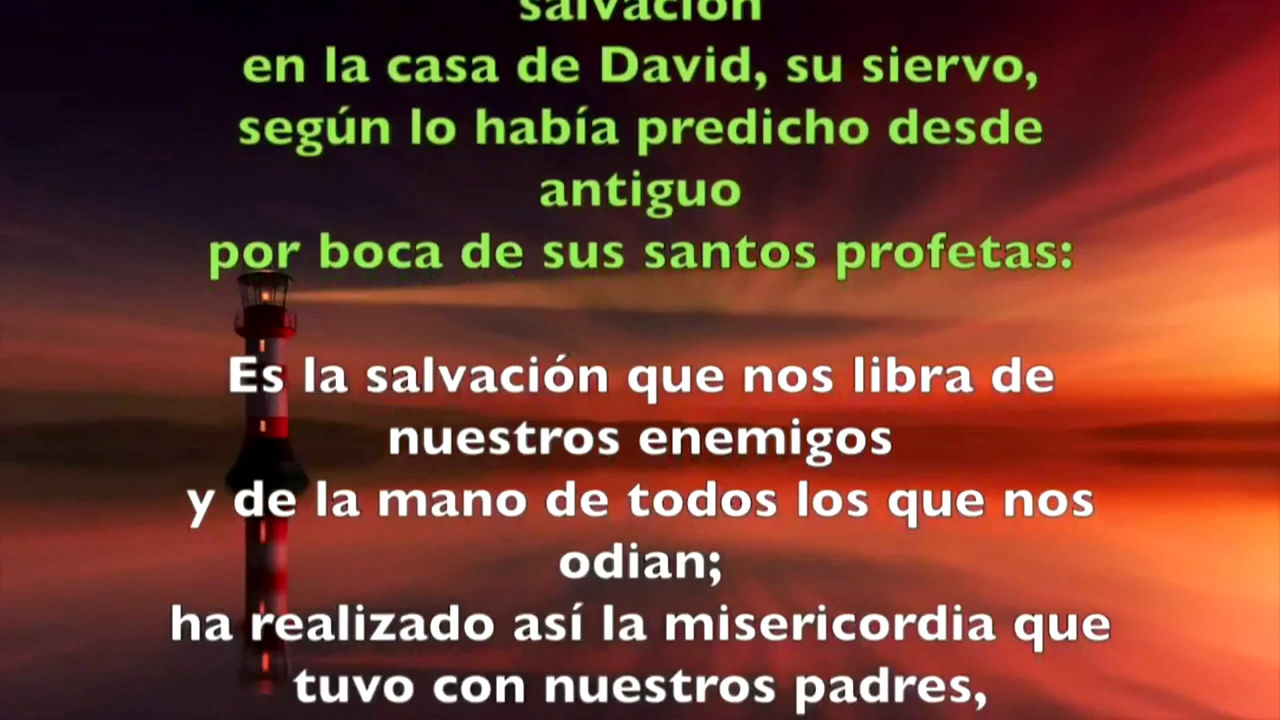 salvación
en la casa de David, su siervo,
según lo había predicho desde
antiguo
por boca de sus santos profetas:
Es la salvación que nos libra de
nuestros enemigos
y de la mano de todos los que nos
odian;
ha realizado así la misericordia que
tuvo con nuestros padres,